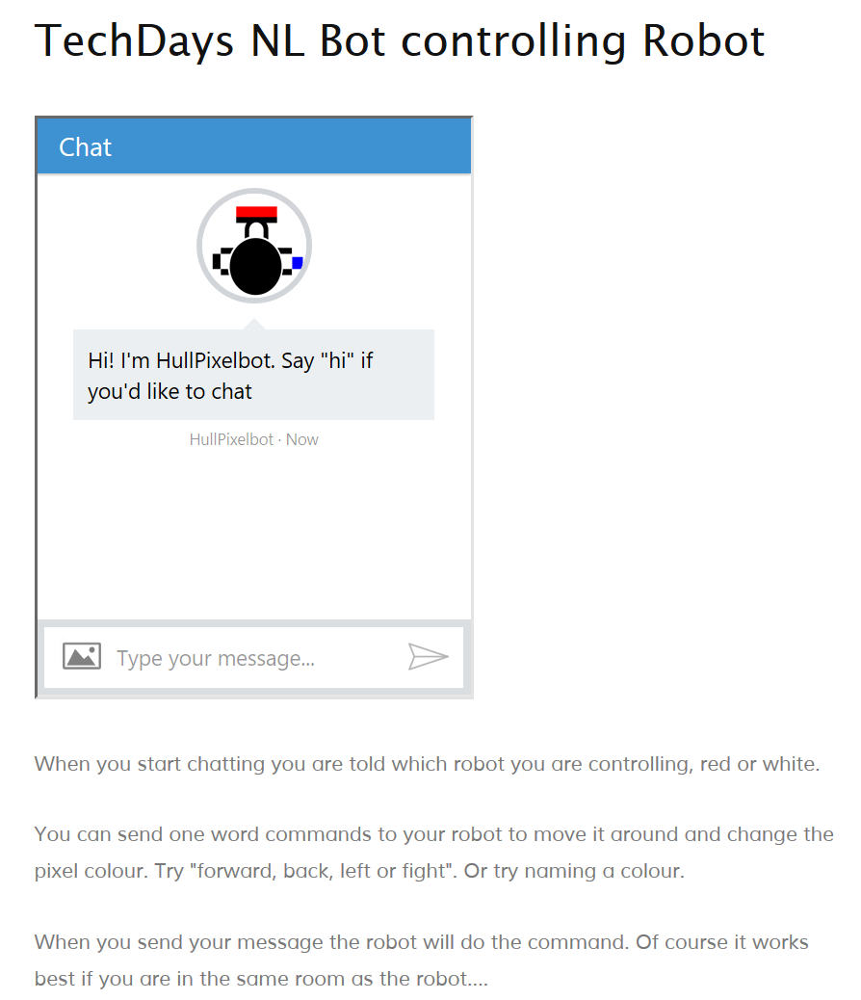 TechDays NL Bot controlling Robot
Chat
Hi! I'm HullPixelbot. Say "hi" if
you'd like to chat
HullPixelbot · Now
Type your message...
When you start chatting you are told which robot you are controlling, red or white.
You can send one word commands to your robot to move it around and change the
pixel colour. Try "forward, back, left or fight". Or try naming a colour.
When you send your message the robot will do the command. Of course it works
best if you are in the same room as the robot....